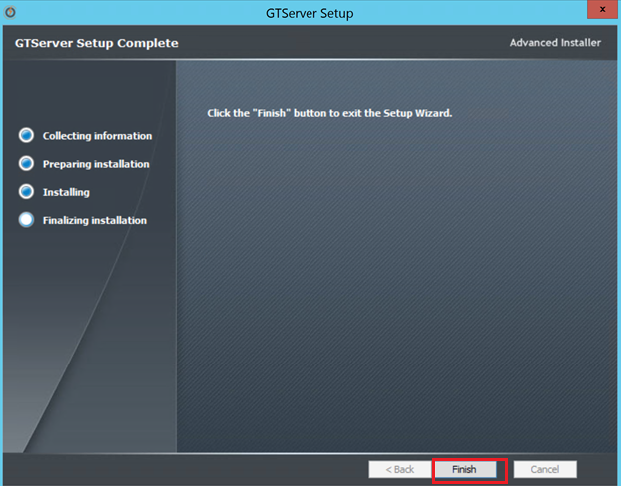 GTServer Setup
x
GTServer Setup Complete
Advanced Installer
Click the "Finish" button to exit the Setup Wizard.
Collecting information
Preparing installation
Installing
Finalizing installation
< Back
Finish
Cancel